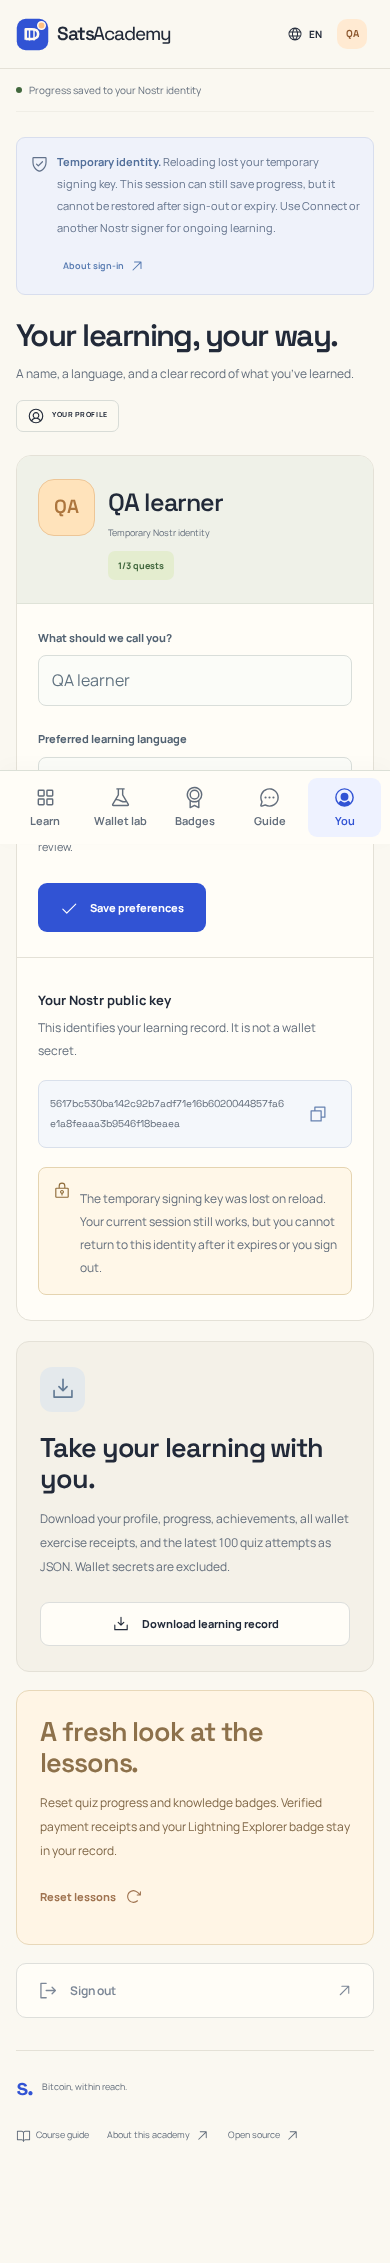 SatsAcademy
EN
QA
Progress saved to your Nostr identity
Temporary identity. Reloading lost your temporary
signing key. This session can still save progress, but it
cannot be restored after sign-out or expiry. Use Connect or
another Nostr signer for ongoing learning.
About sign-in
Your learning, your way.
A name, a language, and a clear record of what you've learned.
YOUR PROFILE
QA
QA learner
Temporary Nostr identity
1/3 quests
What should we call you?
QA learner
Preferred learning language
Learn
Wallet lab
Badges
Guide
You
review.
Save preferences
Your Nostr public key
This identifies your learning record. It is not a wallet
secret.
5617bc530ba142c92b7adf71e16b6020044857fa6
e1a8feaaa3b9546f18beaea
The temporary signing key was lost on reload.
Your current session still works, but you cannot
return to this identity after it expires or you sign
out.
Take your learning with
you.
Download your profile, progress, achievements, all wallet
exercise receipts, and the latest 100 quiz attempts as
JSON. Wallet secrets are excluded.
Download learning record
A fresh look at the
lessons.
Reset quiz progress and knowledge badges. Verified
payment receipts and your Lightning Explorer badge stay
in your record.
Reset lessons
Sign out
s.
Bitcoin, within reach.
Course guide
About this academy
Open source